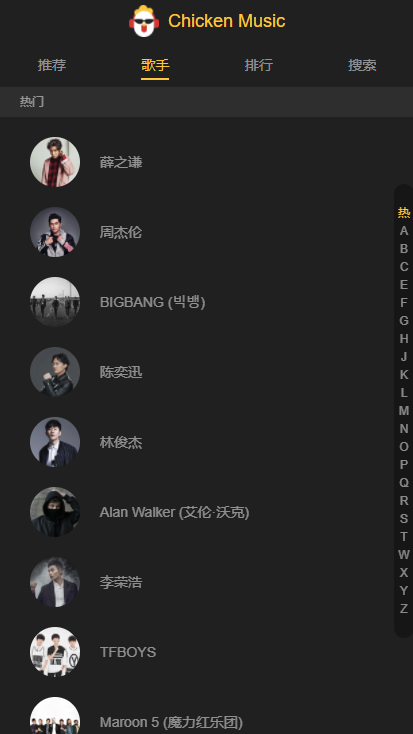 Chicken Music
推荐 歌手 排行 搜索
热门
薛之谦
周杰伦
BIGBANG (빅뱅)
陈奕迅
林俊杰
Alan Walker (艾伦·沃克)
李荣浩
TFBOYS
Maroon 5 (魔力红乐团)
热
A
B
C
E
F
G
H
J
K
L
M
N
O
P
Q
R
S
T
W
X
Y
Z